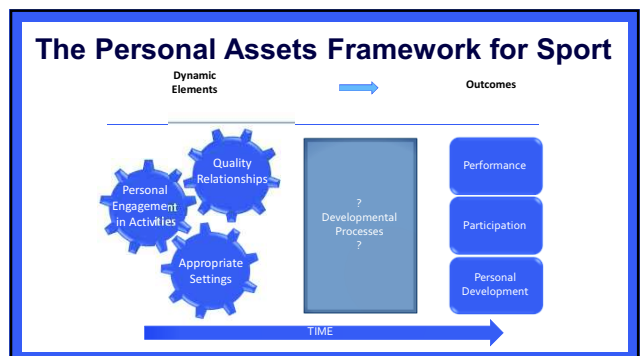 The Personal Assets Framework for Sport
Dynamic
Elements
Outcomes
Quality
Relationships
Personal
Engagement
in Activities
Appropriate
Settings
?
Developmental
Processes
?
Performance
Participation
Personal
Development
TIME